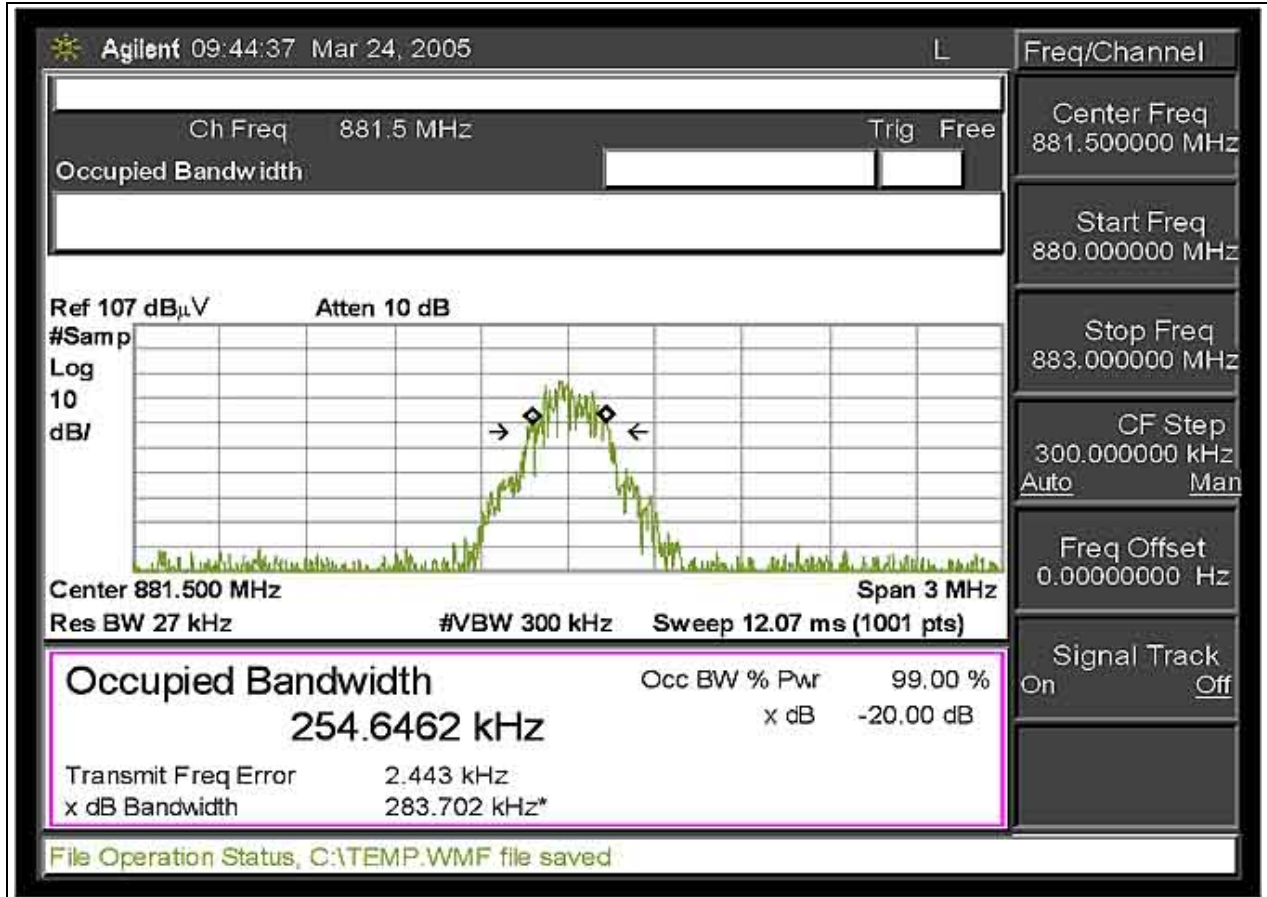 Agilent 09:44:37 Mar 24, 2005 L
Freq/Channel
Ch Freq 881.5 MHz Trig Free
Occupied Bandwidth
Center Freq
881.500000 MHz
Start Freq
880.000000 MHz
Stop Freq
883.000000 MHz
CF Step
300.000000 kHz
Auto Man
Freq Offset
0.00000000 Hz
Signal Track
On Off
Ref 107 dBµV Atten 10 dB
#Samp
Log
10
dB/
Center 881.500 MHz Span 3 MHz
Res BW 27 kHz #VBW 300 kHz Sweep 12.07 ms (1001 pts)
Occupied Bandwidth
254.6462 kHz
Occ BW % Pwr 99.00 %
x dB -20.00 dB
Transmit Freq Error 2.443 kHz
x dB Bandwidth 283.702 kHz*
File Operation Status, C:\TEMP.WMF file saved